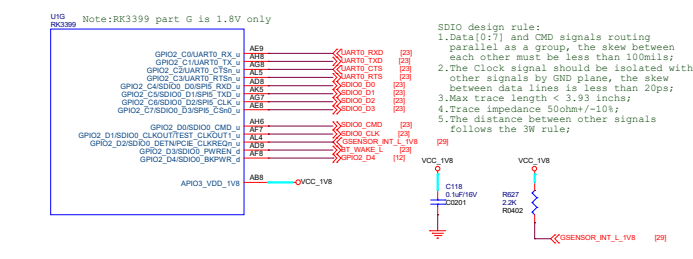 U1G
RK3399
Note:RK3399 part G is 1.8V only
GPIO2_C0/UART0_RX_u AE9 UART0_RXD [23]
GPIO2_C1/UART0_TX_u AH8 UART0_TXD [23]
GPIO2_C2/UART0_CTSn_u AG8 UART0_CTS [23]
GPIO2_C3/UART0_RTSn_u AL5 UART0_RTS [23]
GPIO2_C4/SDIO0_D0/SPI5_RXD_u AD8 SDIO0_D0 [23]
GPIO2_C5/SDIO0_D1/SPI5_TXD_u AK5 SDIO0_D1 [23]
GPIO2_C6/SDIO0_D2/SPI5_CLK_u AG7 SDIO0_D2 [23]
GPIO2_C7/SDIO0_D3/SPI5_CSn0_u AE8 SDIO0_D3 [23]
GPIO2_D0/SDIO0_CMD_u AH6 SDIO0_CMD [23]
GPIO2_D1/SDIO0_CLKOUT/TEST_CLKOUT1_u AF7 SDIO0_CLK [23]
GPIO2_D2/SDIO0_DETN/PCIE_CLKREQn_u AL4 GSENSOR_INT_L_1V8 [29]
GPIO2_D3/SDIO0_PWREN_d AD9 BT_WAKE_L [23]
GPIO2_D4/SDIO0_BKPWR_d AF8 GPIO2_D4 [12]
APIO3_VDD_1V8 AB8 VCC_1V8
SDIO design rule:
1.Data[0:7] and CMD signals routing
parallel as a group, the skew between
each other must be less than 100mils;
2.The Clock signal should be isolated with
other signals by GND plane, the skew
between data lines is less than 20ps;
3.Max trace length < 3.93 inchs;
4.Trace impedance 50ohm+/-10%;
5.The distance between other signals
follows the 3W rule;
VCC_1V8
C118
0.1uF/16V
C0201
VCC_1V8
R627
2.2K
R0402
GSENSOR_INT_L_1V8 [29]